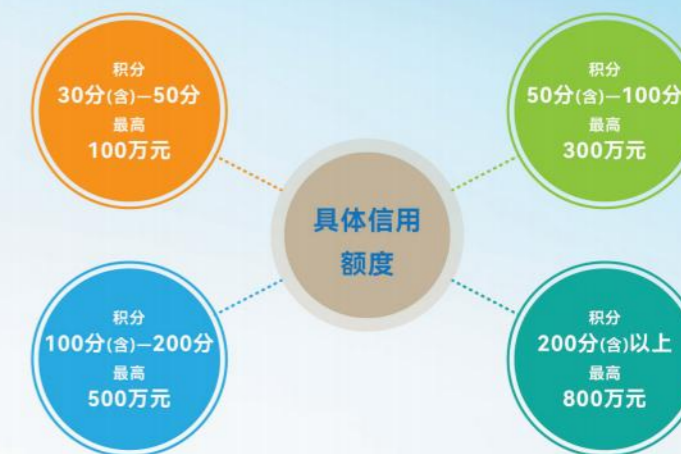 积分
30分(含)—50分
最高
100万元
积分
50分(含)—100分
最高
300万元
具体信用
额度
积分
100分(含)—200分
最高
500万元
积分
200分(含)以上
最高
800万元